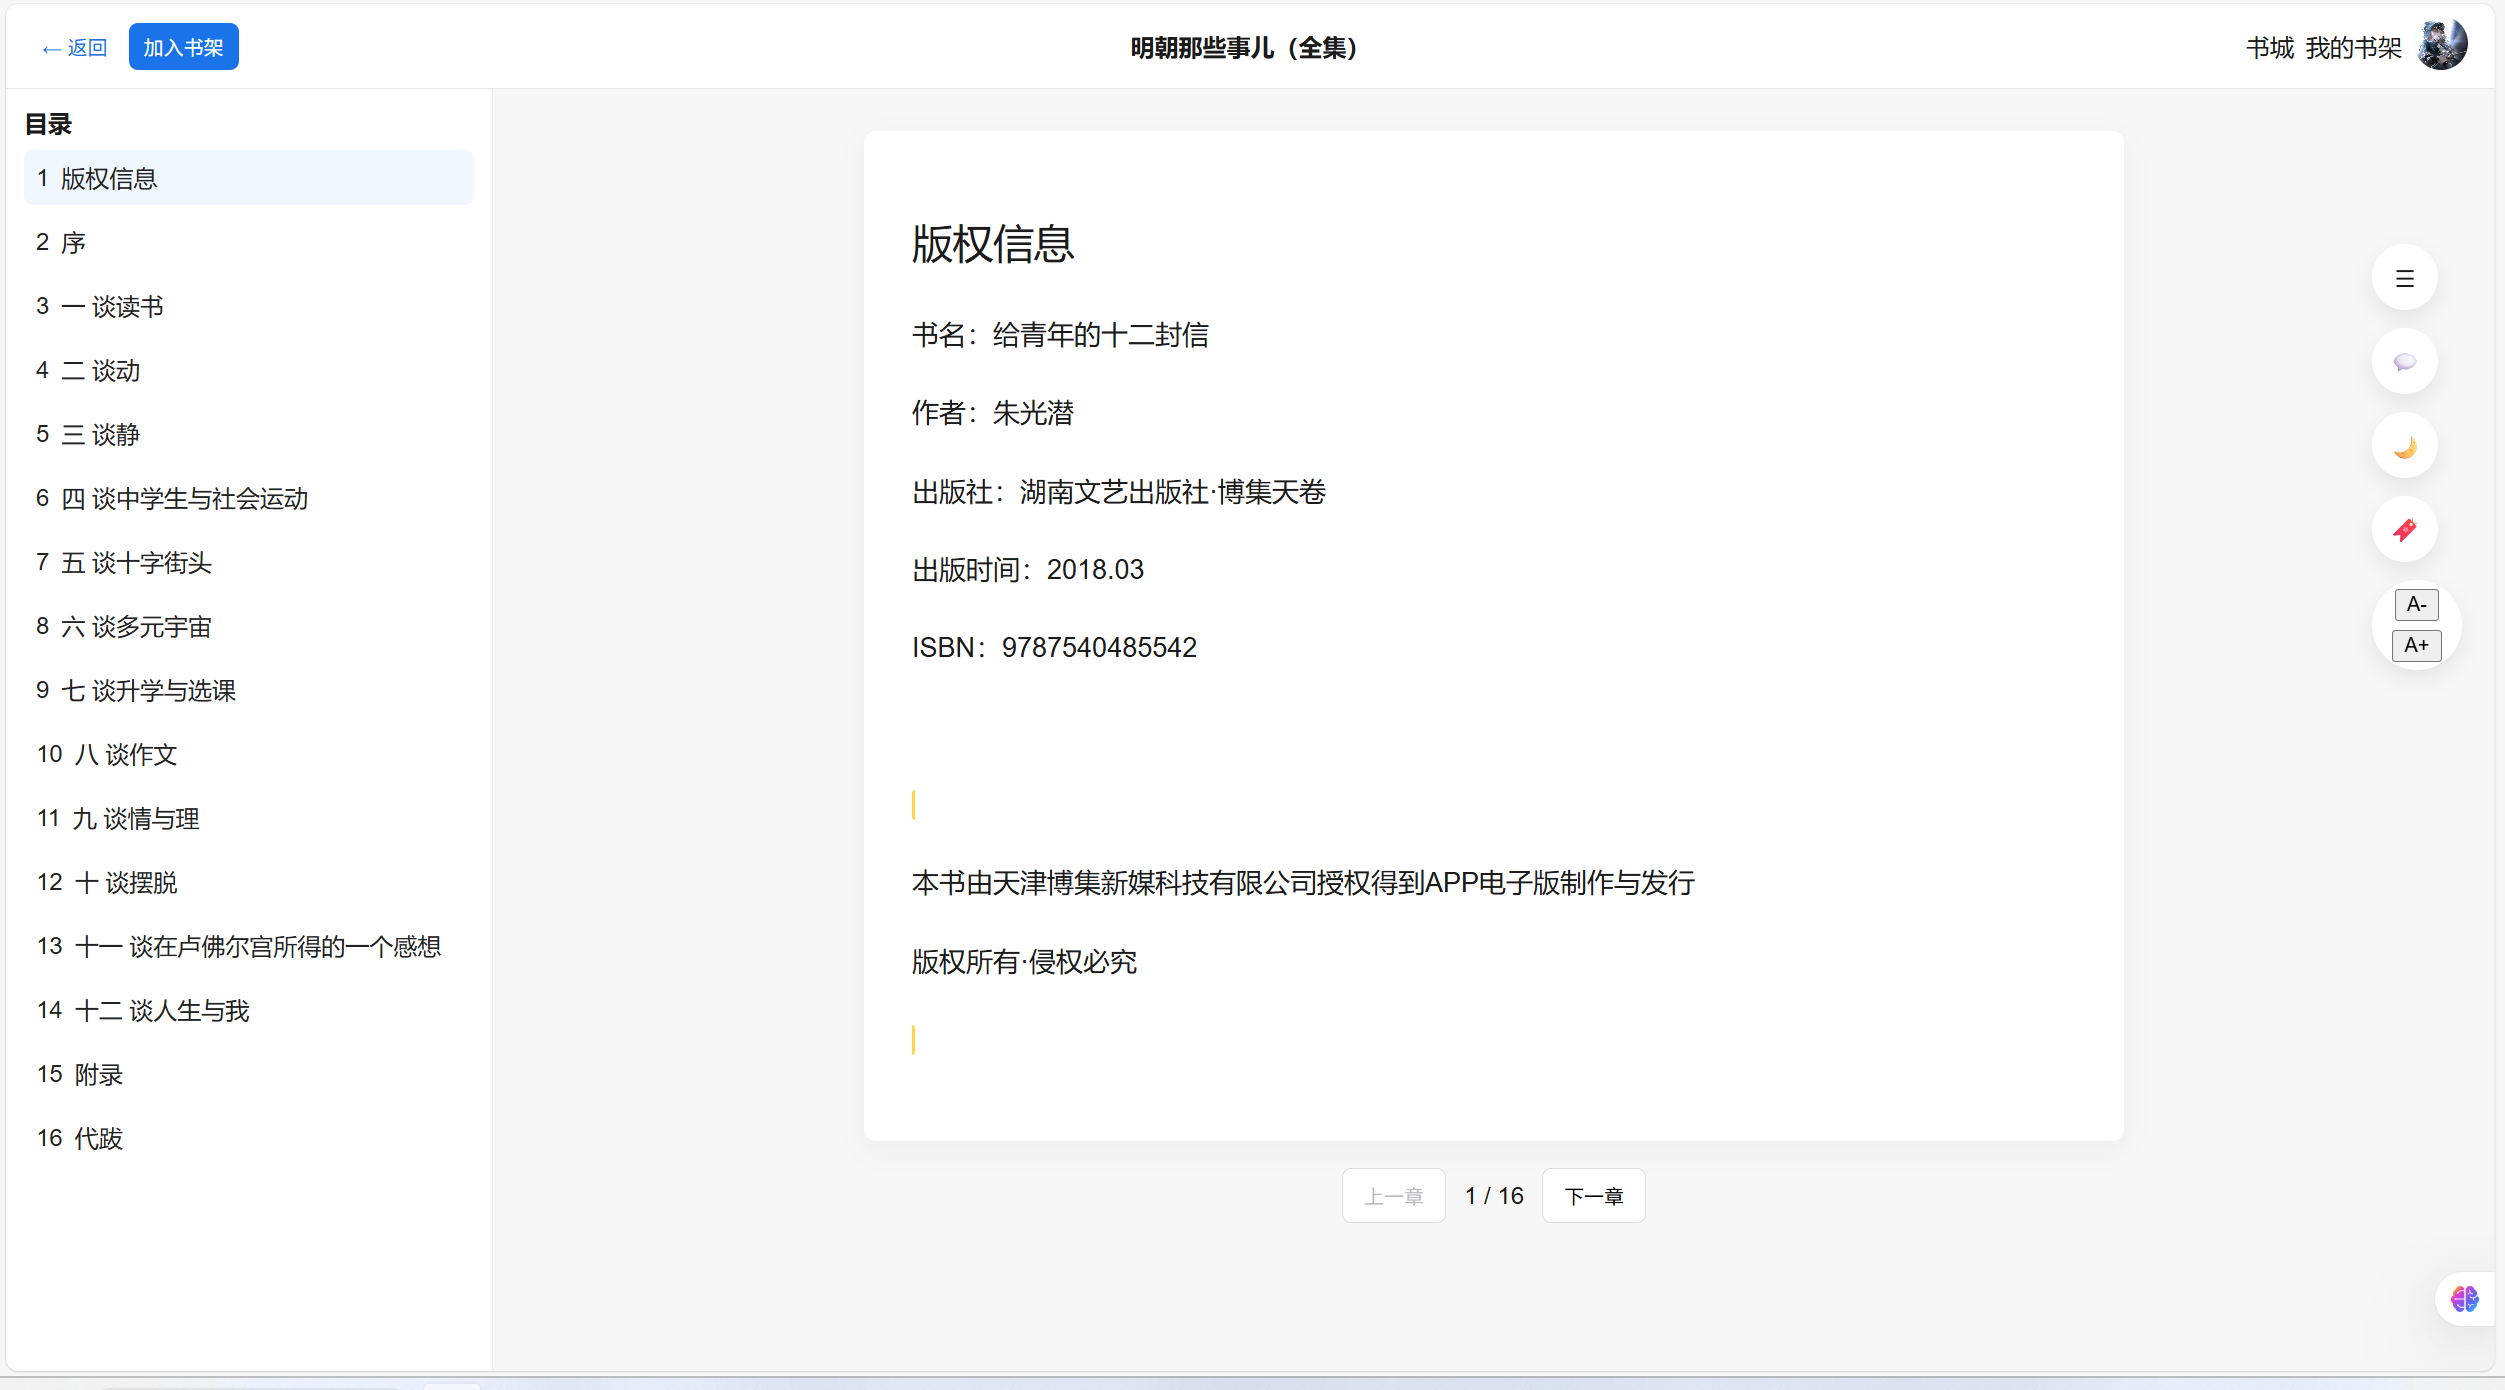 ← 返回 加入书架 明朝那些事儿（全集） 书城 我的书架
目录
1 版权信息
2 序
3 一 谈读书
4 二 谈动
5 三 谈静
6 四 谈中学生与社会运动
7 五 谈十字街头
8 六 谈多元宇宙
9 七 谈升学与选课
10 八 谈作文
11 九 谈情与理
12 十 谈摆脱
13 十一 谈在卢佛尔宫所得的一个感想
14 十二 谈人生与我
15 附录
16 代跋
版权信息
书名：给青年的十二封信
作者：朱光潜
出版社：湖南文艺出版社·博集天卷
出版时间：2018.03
ISBN：9787540485542
本书由天津博集新媒科技有限公司授权得到APP电子版制作与发行
版权所有·侵权必究
上一章 1 / 16 下一章
A-
A+